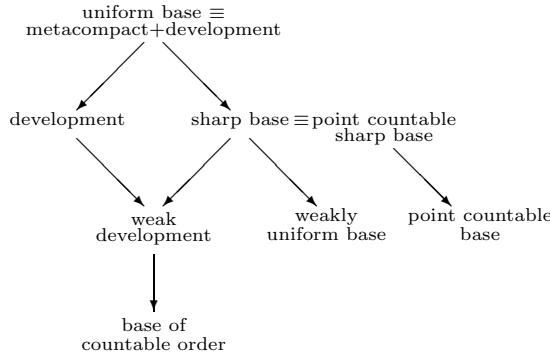 uniform base ≡
metacompact+development
development
sharp base ≡ point countable
sharp base
weak
development
weakly
uniform base
point countable
base
base of
countable order